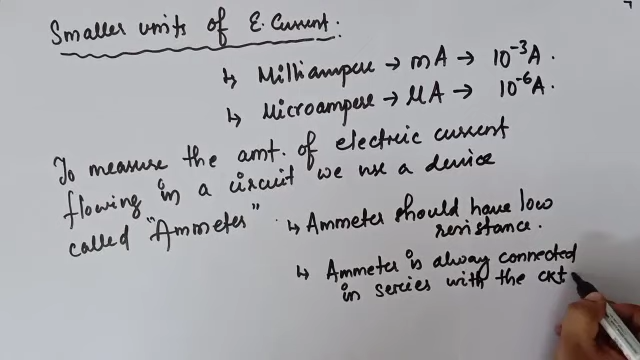 Smaller units of E. Current.
↳ Milliampere → mA → 10⁻³A.
↳ Microampere → μA → 10⁻⁶A.
To measure the amt. of electric current
flowing in a circuit we use a device
called "Ammeter".
↳ Ammeter should have low
resistance.
↳ Ammeter is alway connected
in series with the ckt